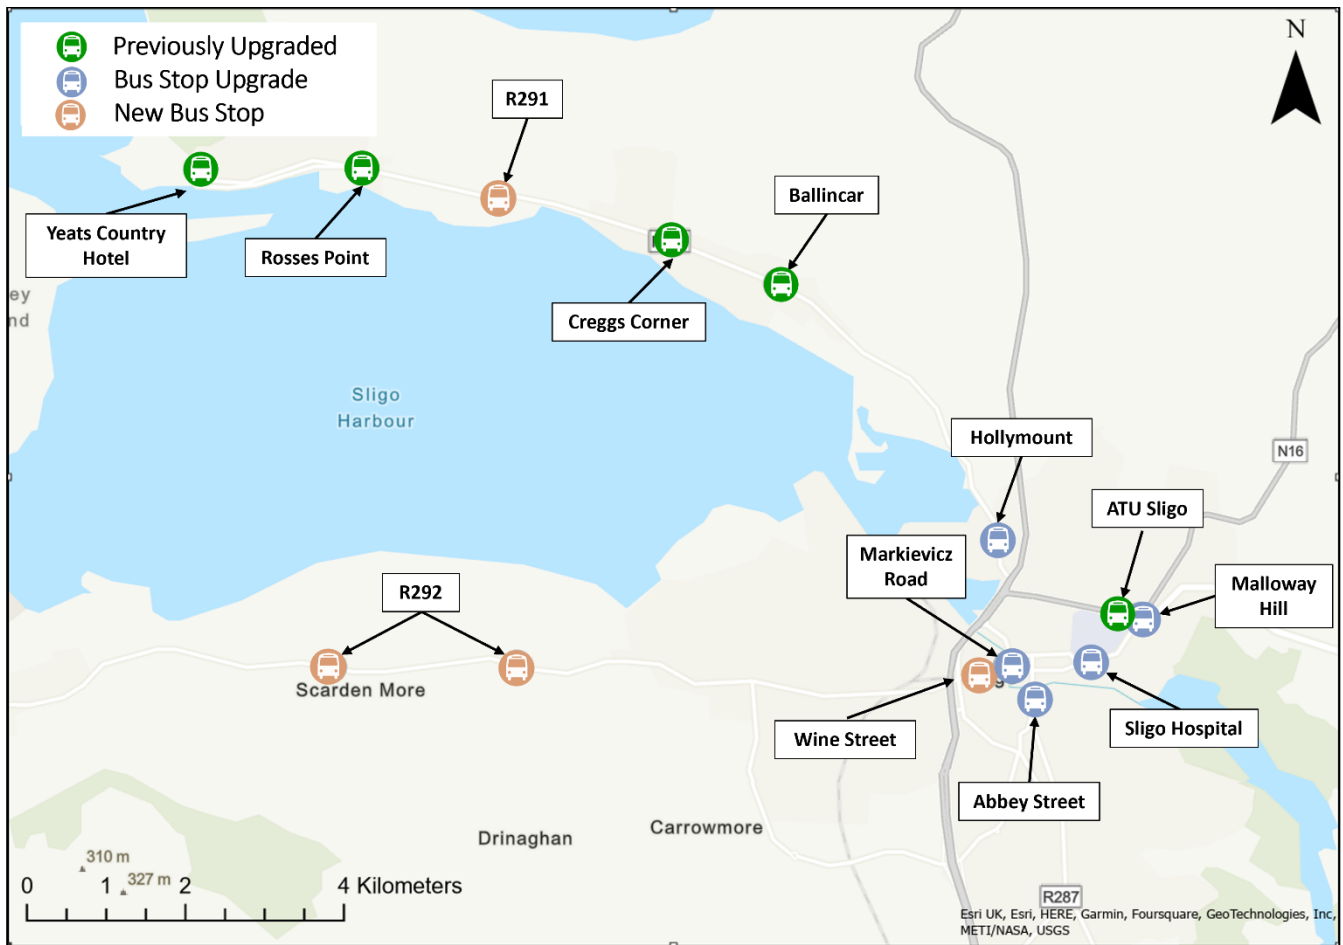 Previously Upgraded
Bus Stop Upgrade
New Bus Stop
N
R291
Ballincar
Yeats Country
Hotel
Rosses Point
Creggs Corner
ey
nd
Sligo
Harbour
Hollymount
N16
ATU Sligo
Markievicz
Road
Malloway
Hill
R292
Scarden More
Wine Street
Sligo Hospital
Abbey Street
Drinaghan
Carrowmore
310 m
327 m
0 1 2 4 Kilometers
R287
Esri UK, Esri, HERE, Garmin, Foursquare, GeoTechnologies, Inc,
METI/NASA, USGS